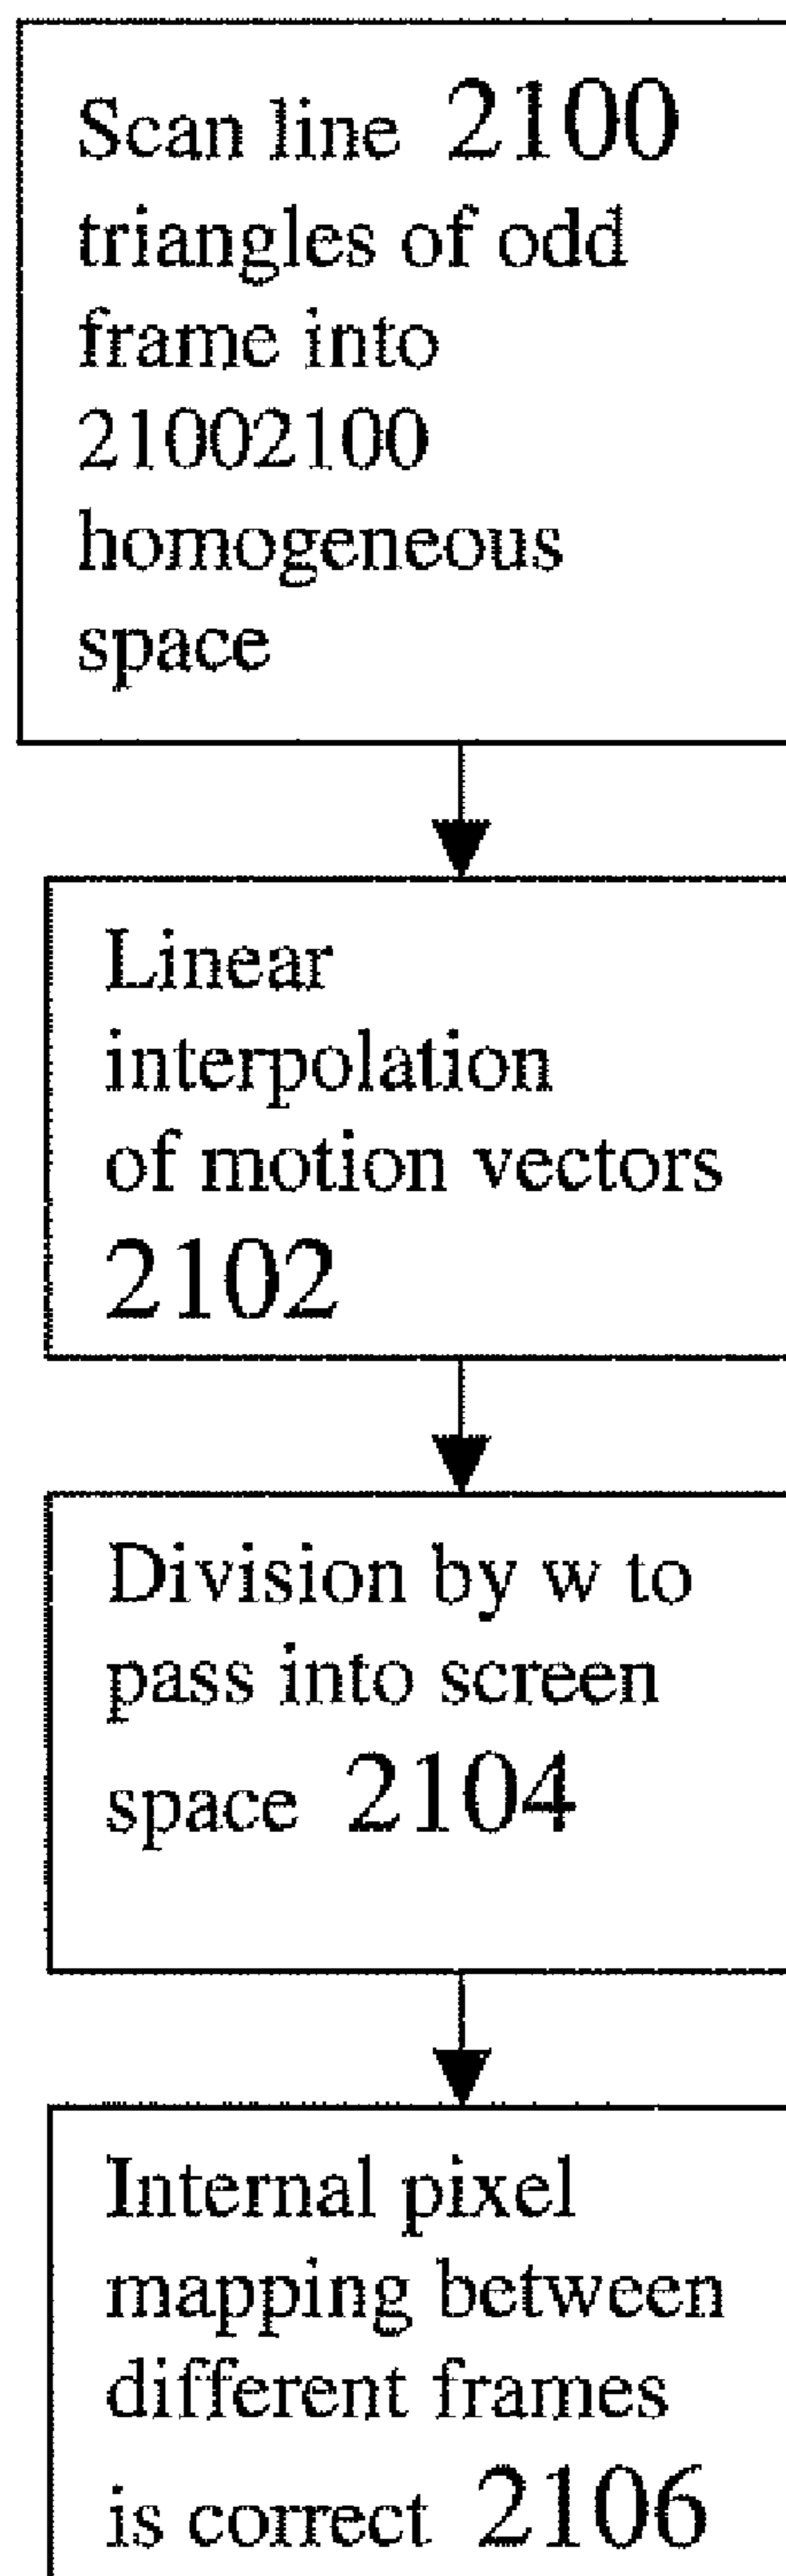 Scan line 2100
triangles of odd
frame into
21002100
homogeneous
space
Linear
interpolation
of motion vectors
2102
Division by w to
pass into screen
space 2104
Internal pixel
mapping between
different frames
is correct 2106